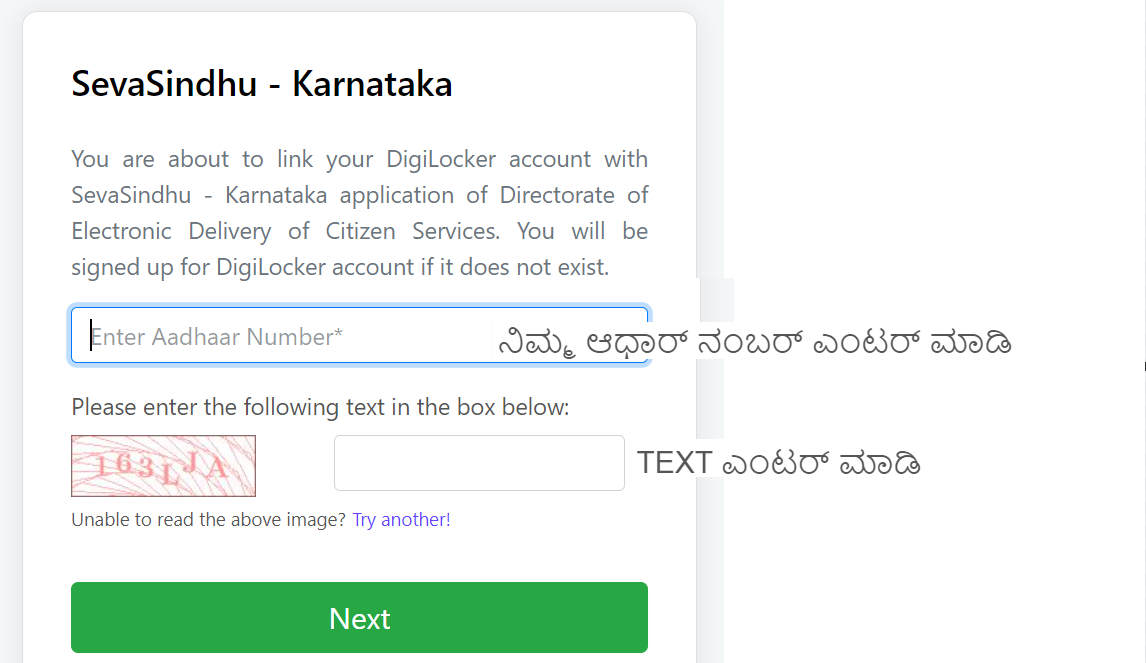 SevaSindhu - Karnataka
You are about to link your DigiLocker account with
SevaSindhu - Karnataka application of Directorate of
Electronic Delivery of Citizen Services. You will be
signed up for DigiLocker account if it does not exist.
Enter Aadhaar Number* ನಿಮ್ಮ ಆಧಾರ್ ನಂಬರ್ ಎಂಟರ್ ಮಾಡಿ
Please enter the following text in the box below:
163LJA TEXT ಎಂಟರ್ ಮಾಡಿ
Unable to read the above image? Try another!
Next